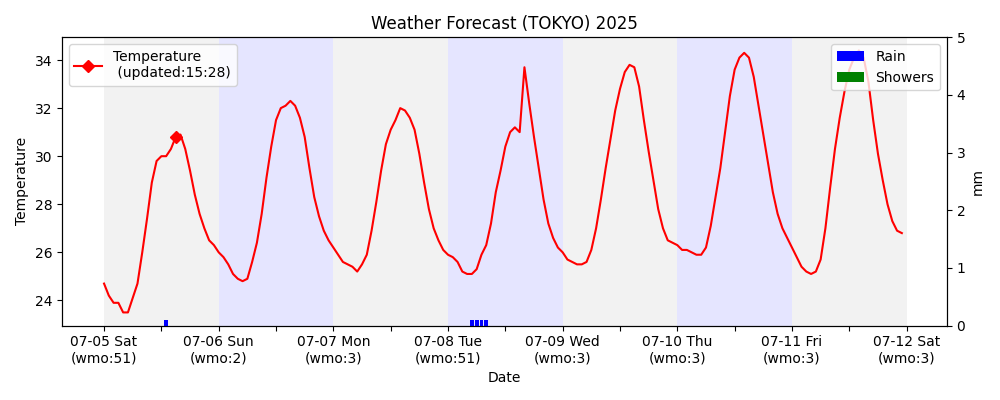 Weather Forecast (TOKYO) 2025
Temperature
(updated:15:28)
Rain
Showers
34
32
30
28
26
24
Temperature
5
4
3
2
1
0
mm
07-05 Sat
(wmo:51)
07-06 Sun
(wmo:2)
07-07 Mon
(wmo:3)
07-08 Tue
(wmo:51)
07-09 Wed
(wmo:3)
07-10 Thu
(wmo:3)
07-11 Fri
(wmo:3)
07-12 Sat
(wmo:3)
Date